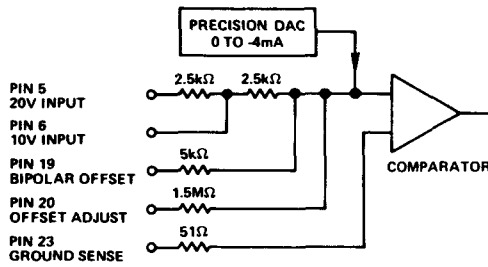 PRECISION DAC
0 TO -4mA
PIN 5
20V INPUT
2.5kΩ
2.5kΩ
PIN 6
10V INPUT
PIN 19
BIPOLAR OFFSET
5kΩ
PIN 20
OFFSET ADJUST
1.5MΩ
PIN 23
GROUND SENSE
51Ω
COMPARATOR